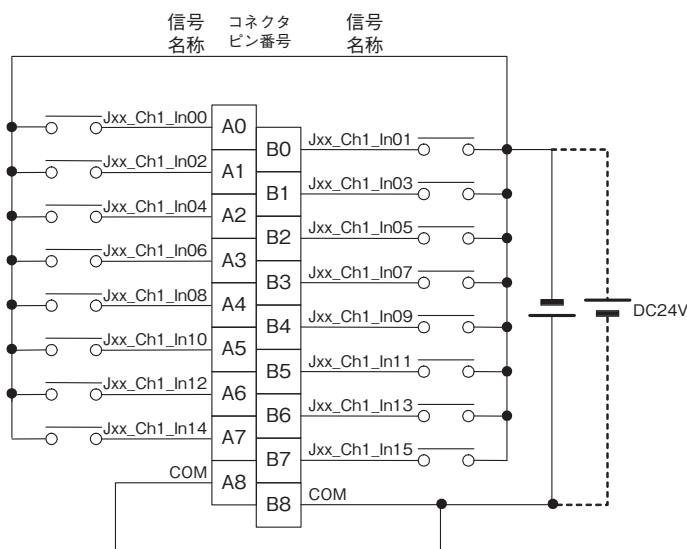 信号 コネクタ 信号
名称 ピン番号 名称
Jxx_Ch1_In00 A0
B0 Jxx_Ch1_In01
Jxx_Ch1_In02 A1
B1 Jxx_Ch1_In03
Jxx_Ch1_In04 A2
B2 Jxx_Ch1_In05
Jxx_Ch1_In06 A3
B3 Jxx_Ch1_In07
Jxx_Ch1_In08 A4
DC24V
B4 Jxx_Ch1_In09
Jxx_Ch1_In10 A5
B5 Jxx_Ch1_In11
Jxx_Ch1_In12 A6
B6 Jxx_Ch1_In13
Jxx_Ch1_In14 A7
B7 Jxx_Ch1_In15
COM A8
B8 COM